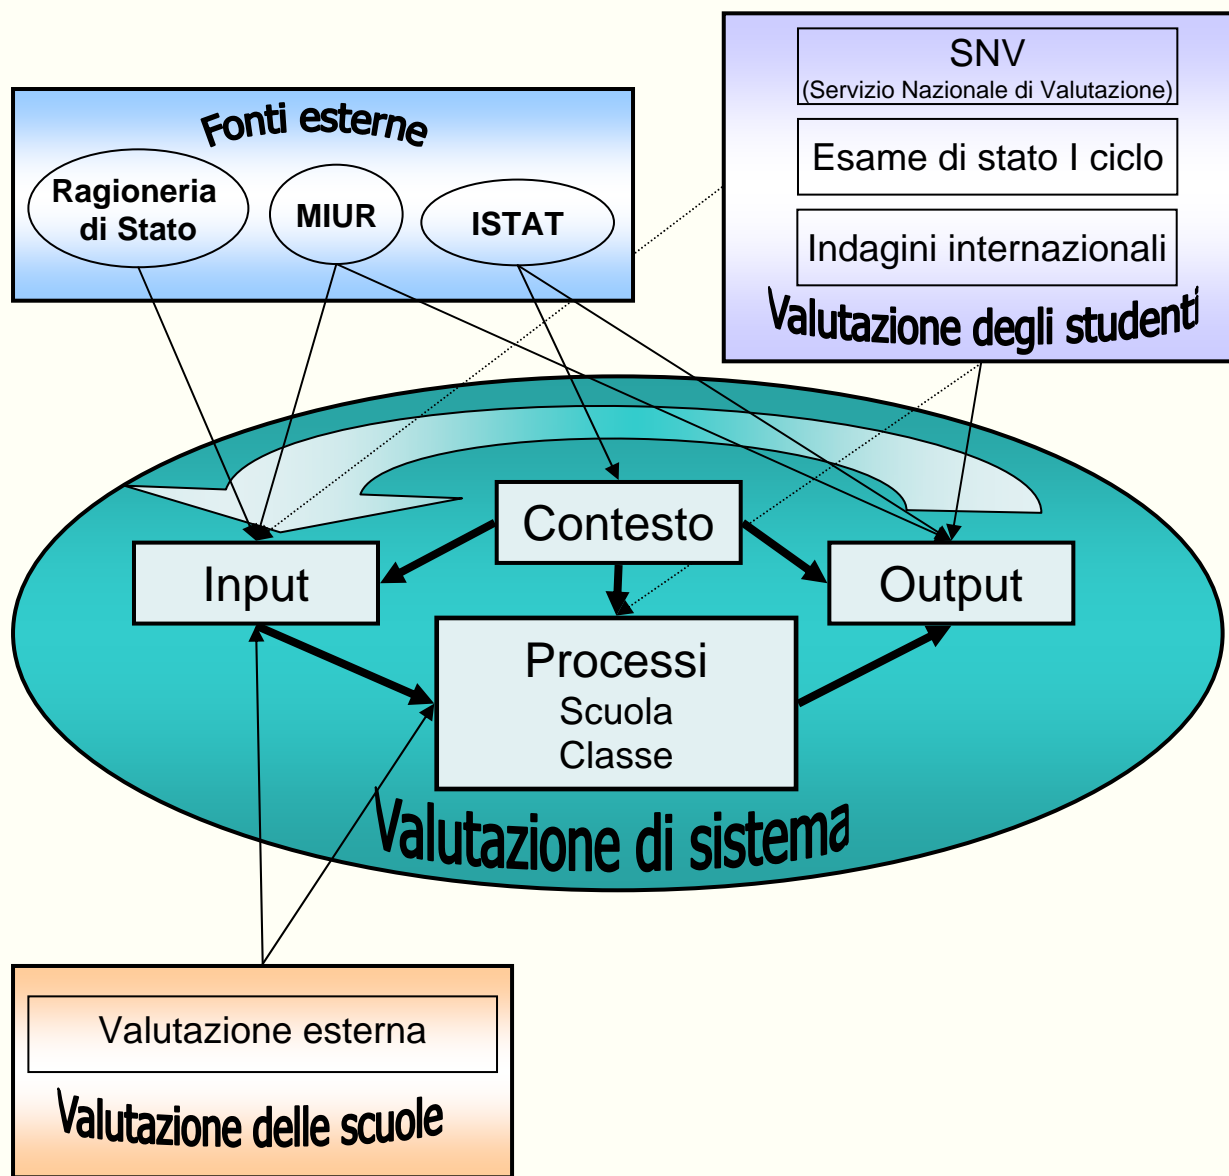 Fonti esterne
Ragioneria
di Stato
MIUR
ISTAT
SNV
(Servizio Nazionale di Valutazione)
Esame di stato I ciclo
Indagini internazionali
Valutazione degli studenti
Contesto
Input
Output
Processi
Scuola
Classe
Valutazione di sistema
Valutazione esterna
Valutazione delle scuole